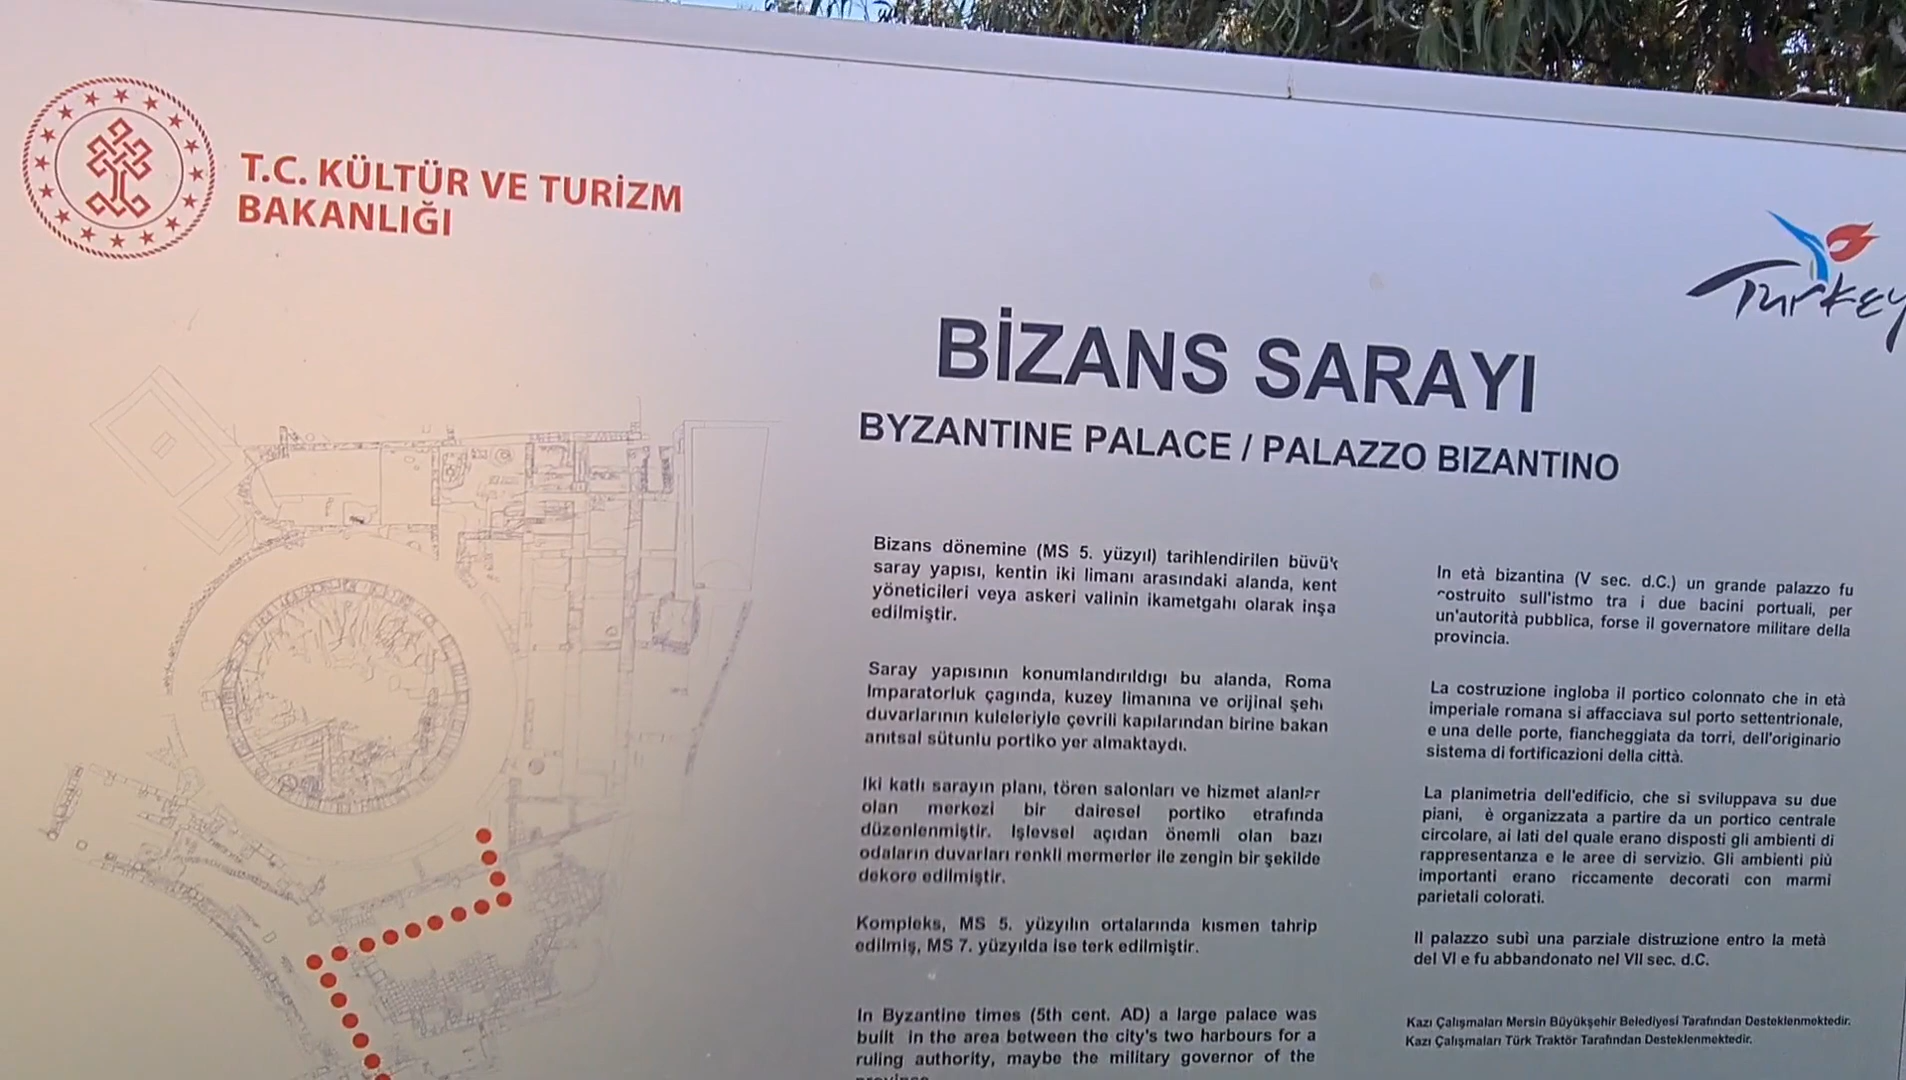 T.C. KÜLTÜR VE TURİZM
BAKANLIĞI
Turkey
BİZANS SARAYI
BYZANTINE PALACE / PALAZZO BIZANTINO
Bizans dönemine (MS 5. yüzyıl) tarihlendirilen büyük
saray yapısı, kentin iki limanı arasındaki alanda, kent
yöneticileri veya askeri valinin ikametgahı olarak inşa
edilmiştir.
Saray yapısının konumlandırıldıgı bu alanda, Roma
Imparatorluk çagında, kuzey limanına ve orijinal şehi
duvarlarının kuleleriyle çevrili kapılarından birine bakan
anıtsal sütunlu portiko yer almaktaydı.
Iki katlı sarayın planı, tören salonları ve hizmet alanları
olan merkezi bir dairesel portiko etrafında
düzenlenmiştir. Işlevsel açıdan önemli olan bazı
odaların duvarları renkli mermerler ile zengin bir şekilde
dekore edilmiştir.
Kompleks, MS 5. yüzyılın ortalarında kısmen tahrip
edilmiş, MS 7. yüzyılda ise terk edilmiştir.
In Byzantine times (5th cent. AD) a large palace was
built in the area between the city's two harbours for a
ruling authority, maybe the military governor of the
province.
In età bizantina (V sec. d.C.) un grande palazzo fu
costruito sull'istmo tra i due bacini portuali, per
un'autorità pubblica, forse il governatore militare della
provincia.
La costruzione ingloba il portico colonnato che in età
imperiale romana si affacciava sul porto settentrionale,
e una delle porte, fiancheggiata da torri, dell'originario
sistema di fortificazioni della città.
La planimetria dell'edificio, che si sviluppava su due
piani, è organizzata a partire da un portico centrale
circolare, ai lati del quale erano disposti gli ambienti di
rappresentanza e le aree di servizio. Gli ambienti più
importanti erano riccamente decorati con marmi
parietali colorati.
Il palazzo subì una parziale distruzione entro la metà
del VI e fu abbandonato nel VII sec. d.C.
Kazı Çalışmaları Mersin Büyükşehir Belediyesi Tarafından Desteklenmektedir.
Kazı Çalışmaları Türk Traktör Tarafından Desteklenmektedir.